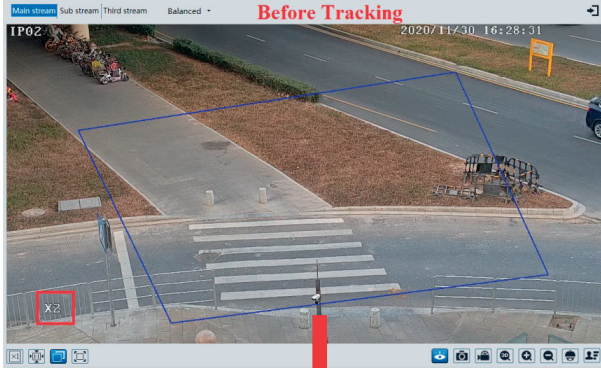 Main stream Sub stream Third stream Balanced
Before Tracking
IP02
2020/11/30 16:28:31
X2